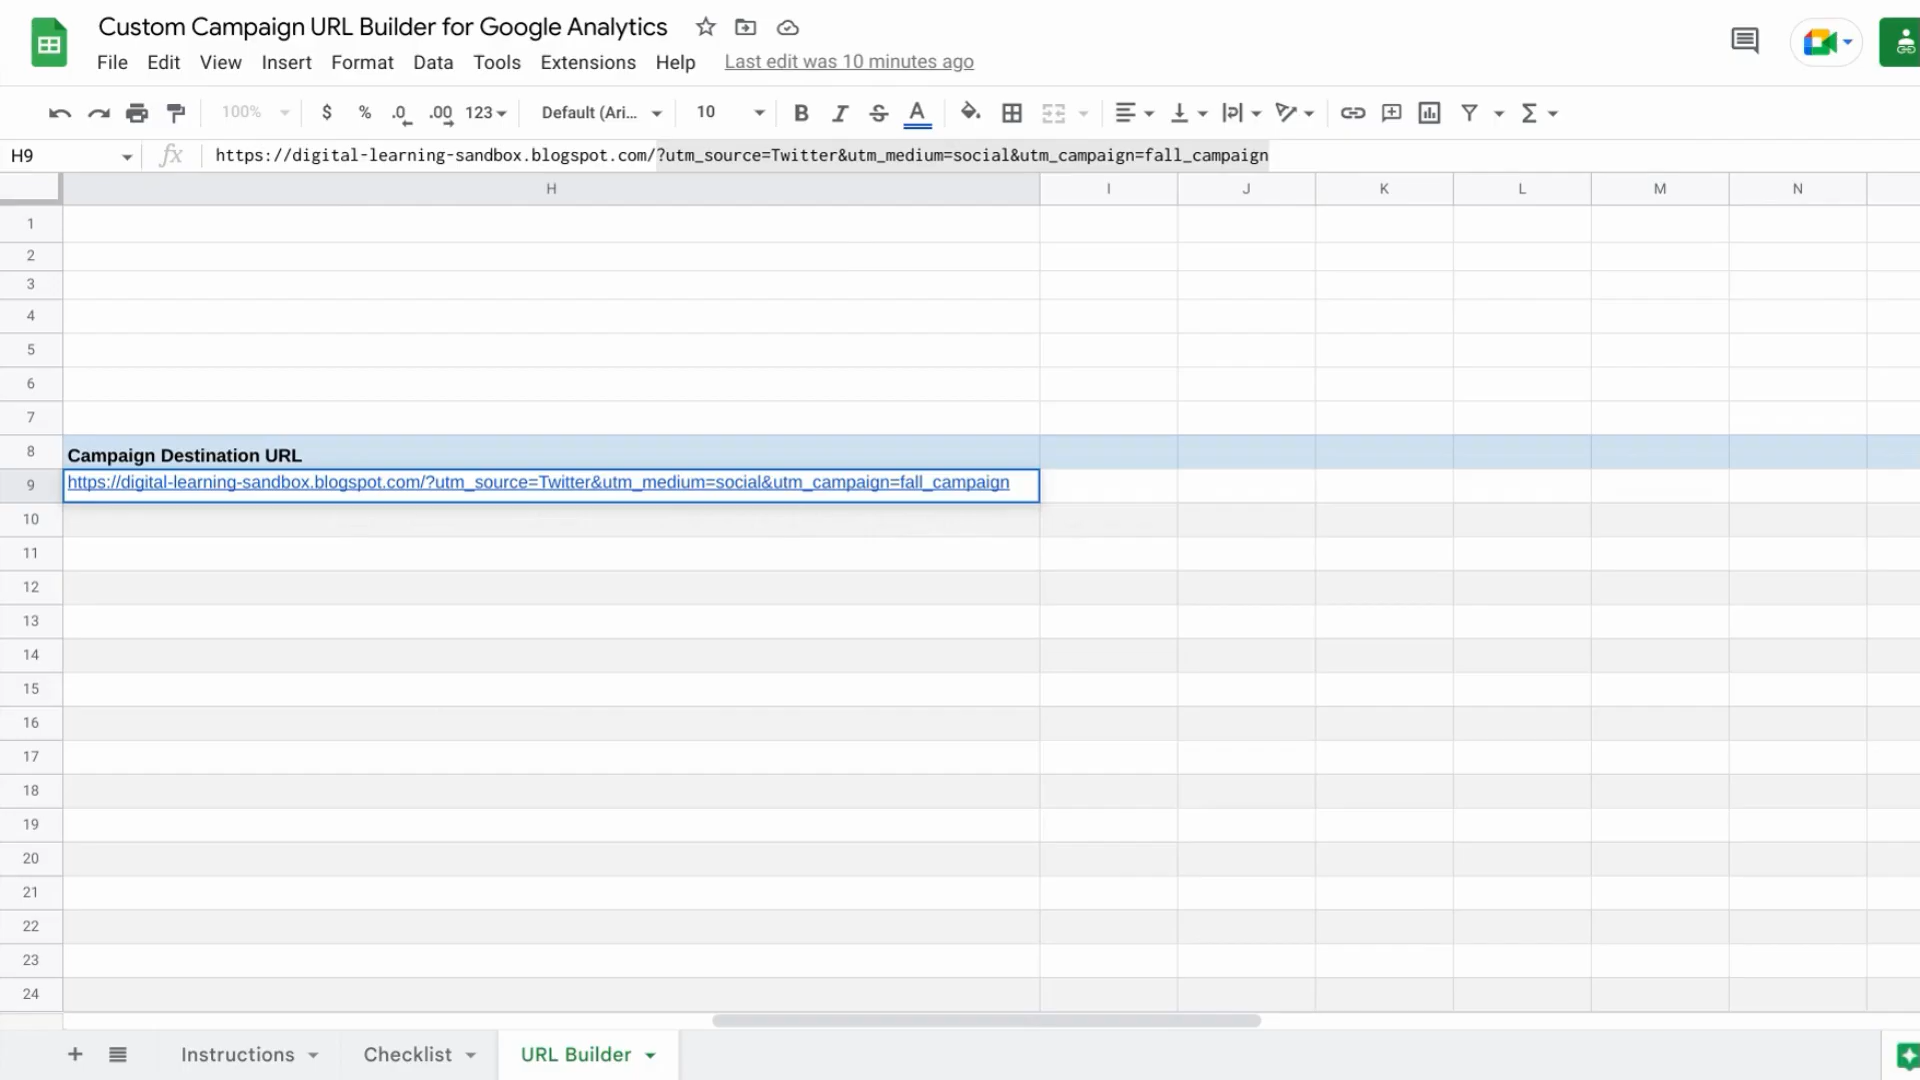 Custom Campaign URL Builder for Google Analytics
File Edit View Insert Format Data Tools Extensions Help Last edit was 10 minutes ago
100% $ % .0 .00 123 Default (Ari... 10 B I S A
H9 fx https://digital-learning-sandbox.blogspot.com/?utm_source=Twitter&utm_medium=social&utm_campaign=fall_campaign
H I J K L M N
1
2
3
4
5
6
7
8 Campaign Destination URL
9 https://digital-learning-sandbox.blogspot.com/?utm_source=Twitter&utm_medium=social&utm_campaign=fall_campaign
10
11
12
13
14
15
16
17
18
19
20
21
22
23
24
Instructions Checklist URL Builder